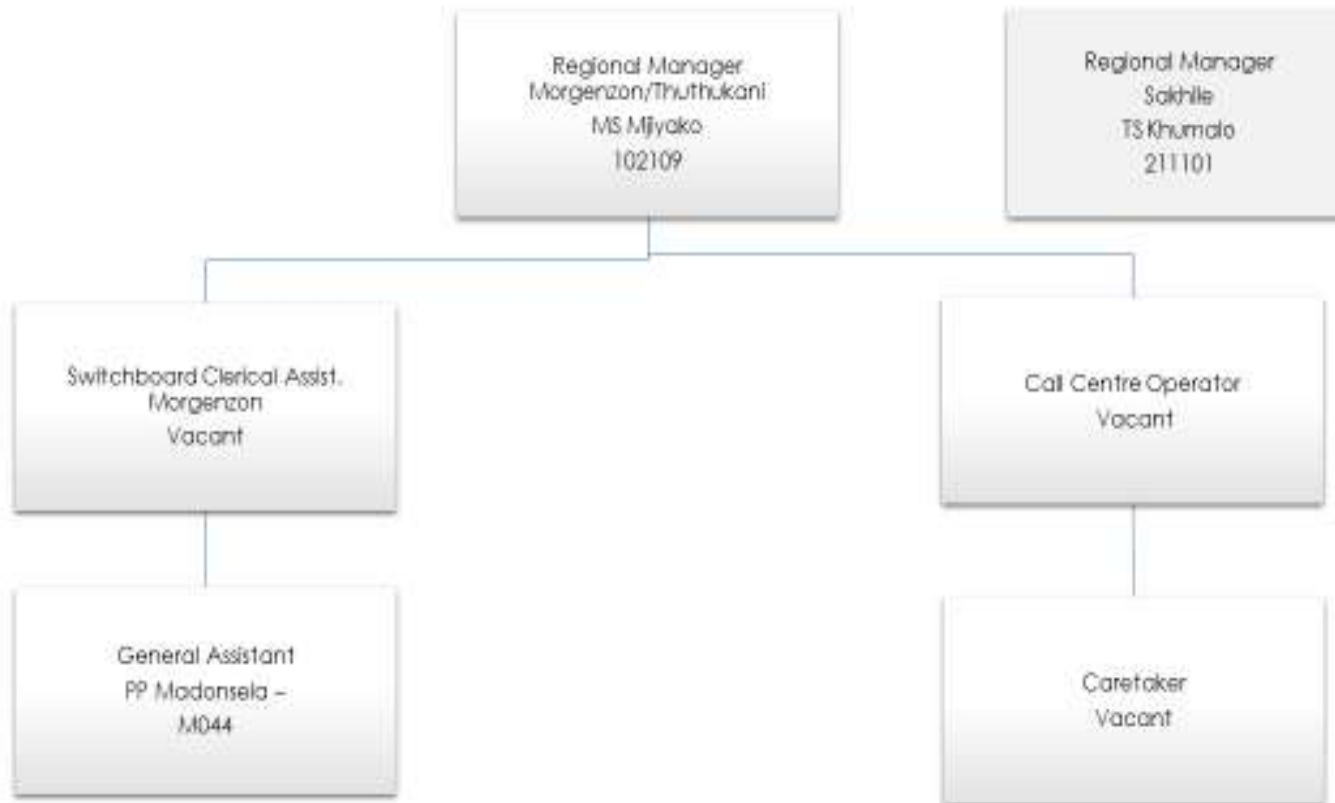 Regional Manager
Morgenzon/Thuthukani
MS Mjiyako
102109
Regional Manager
Sakhile
TS Khumalo
211101
Switchboard Clerical Assist.
Morgenzon
Vacant
Call Centre Operator
Vacant
General Assistant
PP Madonsela –
M044
Caretaker
Vacant